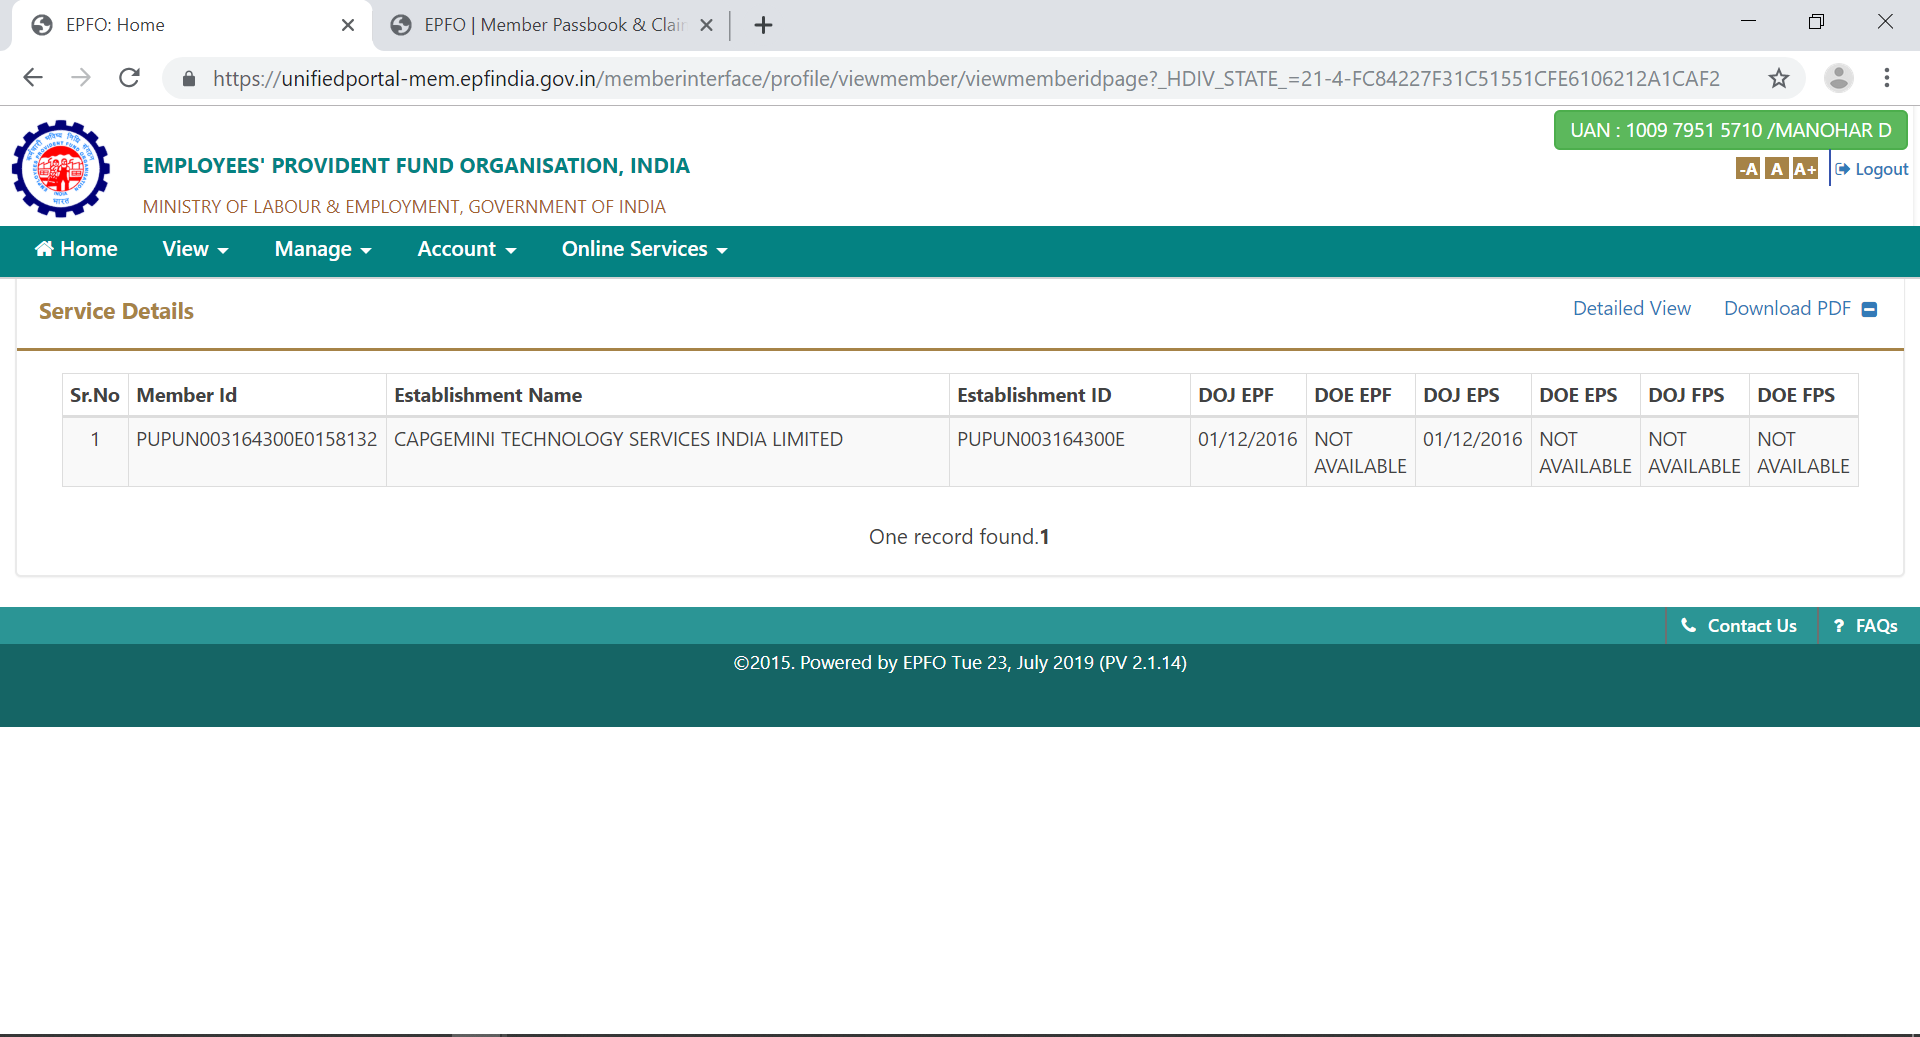 EPFO: Home
EPFO | Member Passbook & Clai
https://unifiedportal-mem.epfindia.gov.in/memberinterface/profile/viewmember/viewmemberidpage?_HDIV_STATE_=21-4-FC84227F31C51551CFE6106212A1CAF2
UAN : 1009 7951 5710 /MANOHAR D
EMPLOYEES' PROVIDENT FUND ORGANISATION, INDIA
-A A A+ Logout
MINISTRY OF LABOUR & EMPLOYMENT, GOVERNMENT OF INDIA
Home View Manage Account Online Services
Service Details Detailed View Download PDF
Sr.No Member Id Establishment Name Establishment ID DOJ EPF DOE EPF DOJ EPS DOE EPS DOJ FPS DOE FPS
1 PUPUN003164300E0158132 CAPGEMINI TECHNOLOGY SERVICES INDIA LIMITED PUPUN003164300E 01/12/2016 NOT 01/12/2016 NOT NOT NOT
AVAILABLE AVAILABLE AVAILABLE AVAILABLE
One record found.1
Contact Us ? FAQs
©2015. Powered by EPFO Tue 23, July 2019 (PV 2.1.14)